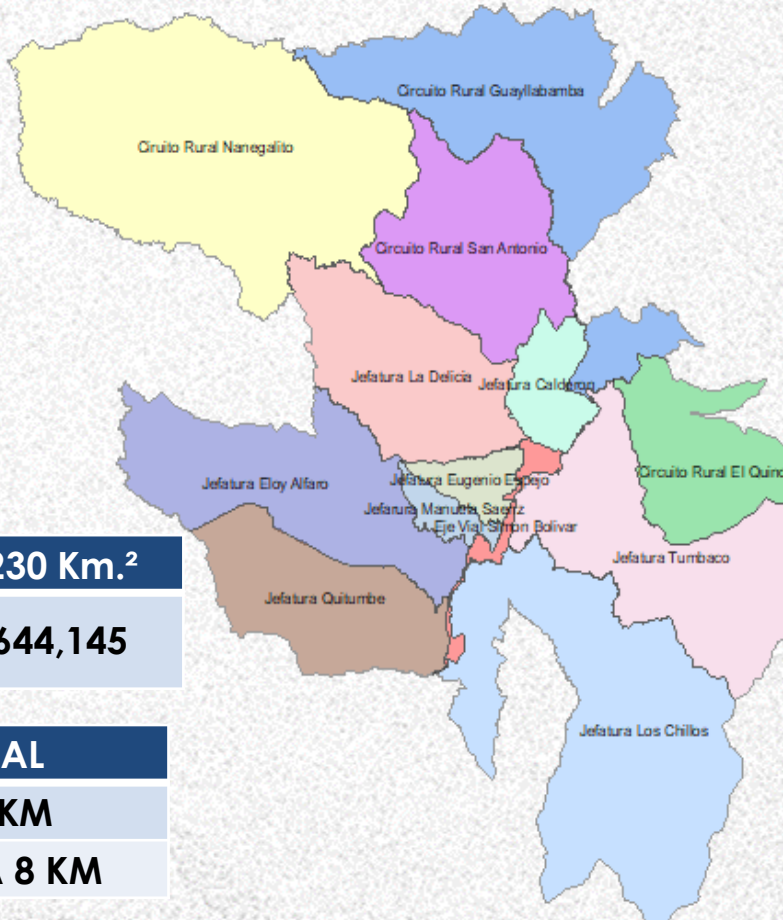 Circuito Rural Guayllabamba
Ciruito Rural Nanegalito
Circuito Rural San Antonio
Jefatura La Delicia
Jefatura Calderon
Jefatura Eugenio Espejo
Circuito Rural El Quinc
Jefatura Eloy Alfaro
Jefarura Manuela Saenz
Eje Vial Simon Bolivar
Jefatura Tumbaco
230 Km.²
Jefatura Quitumbe
644,145
AL
Jefatura Los Chillos
KM
A 8 KM